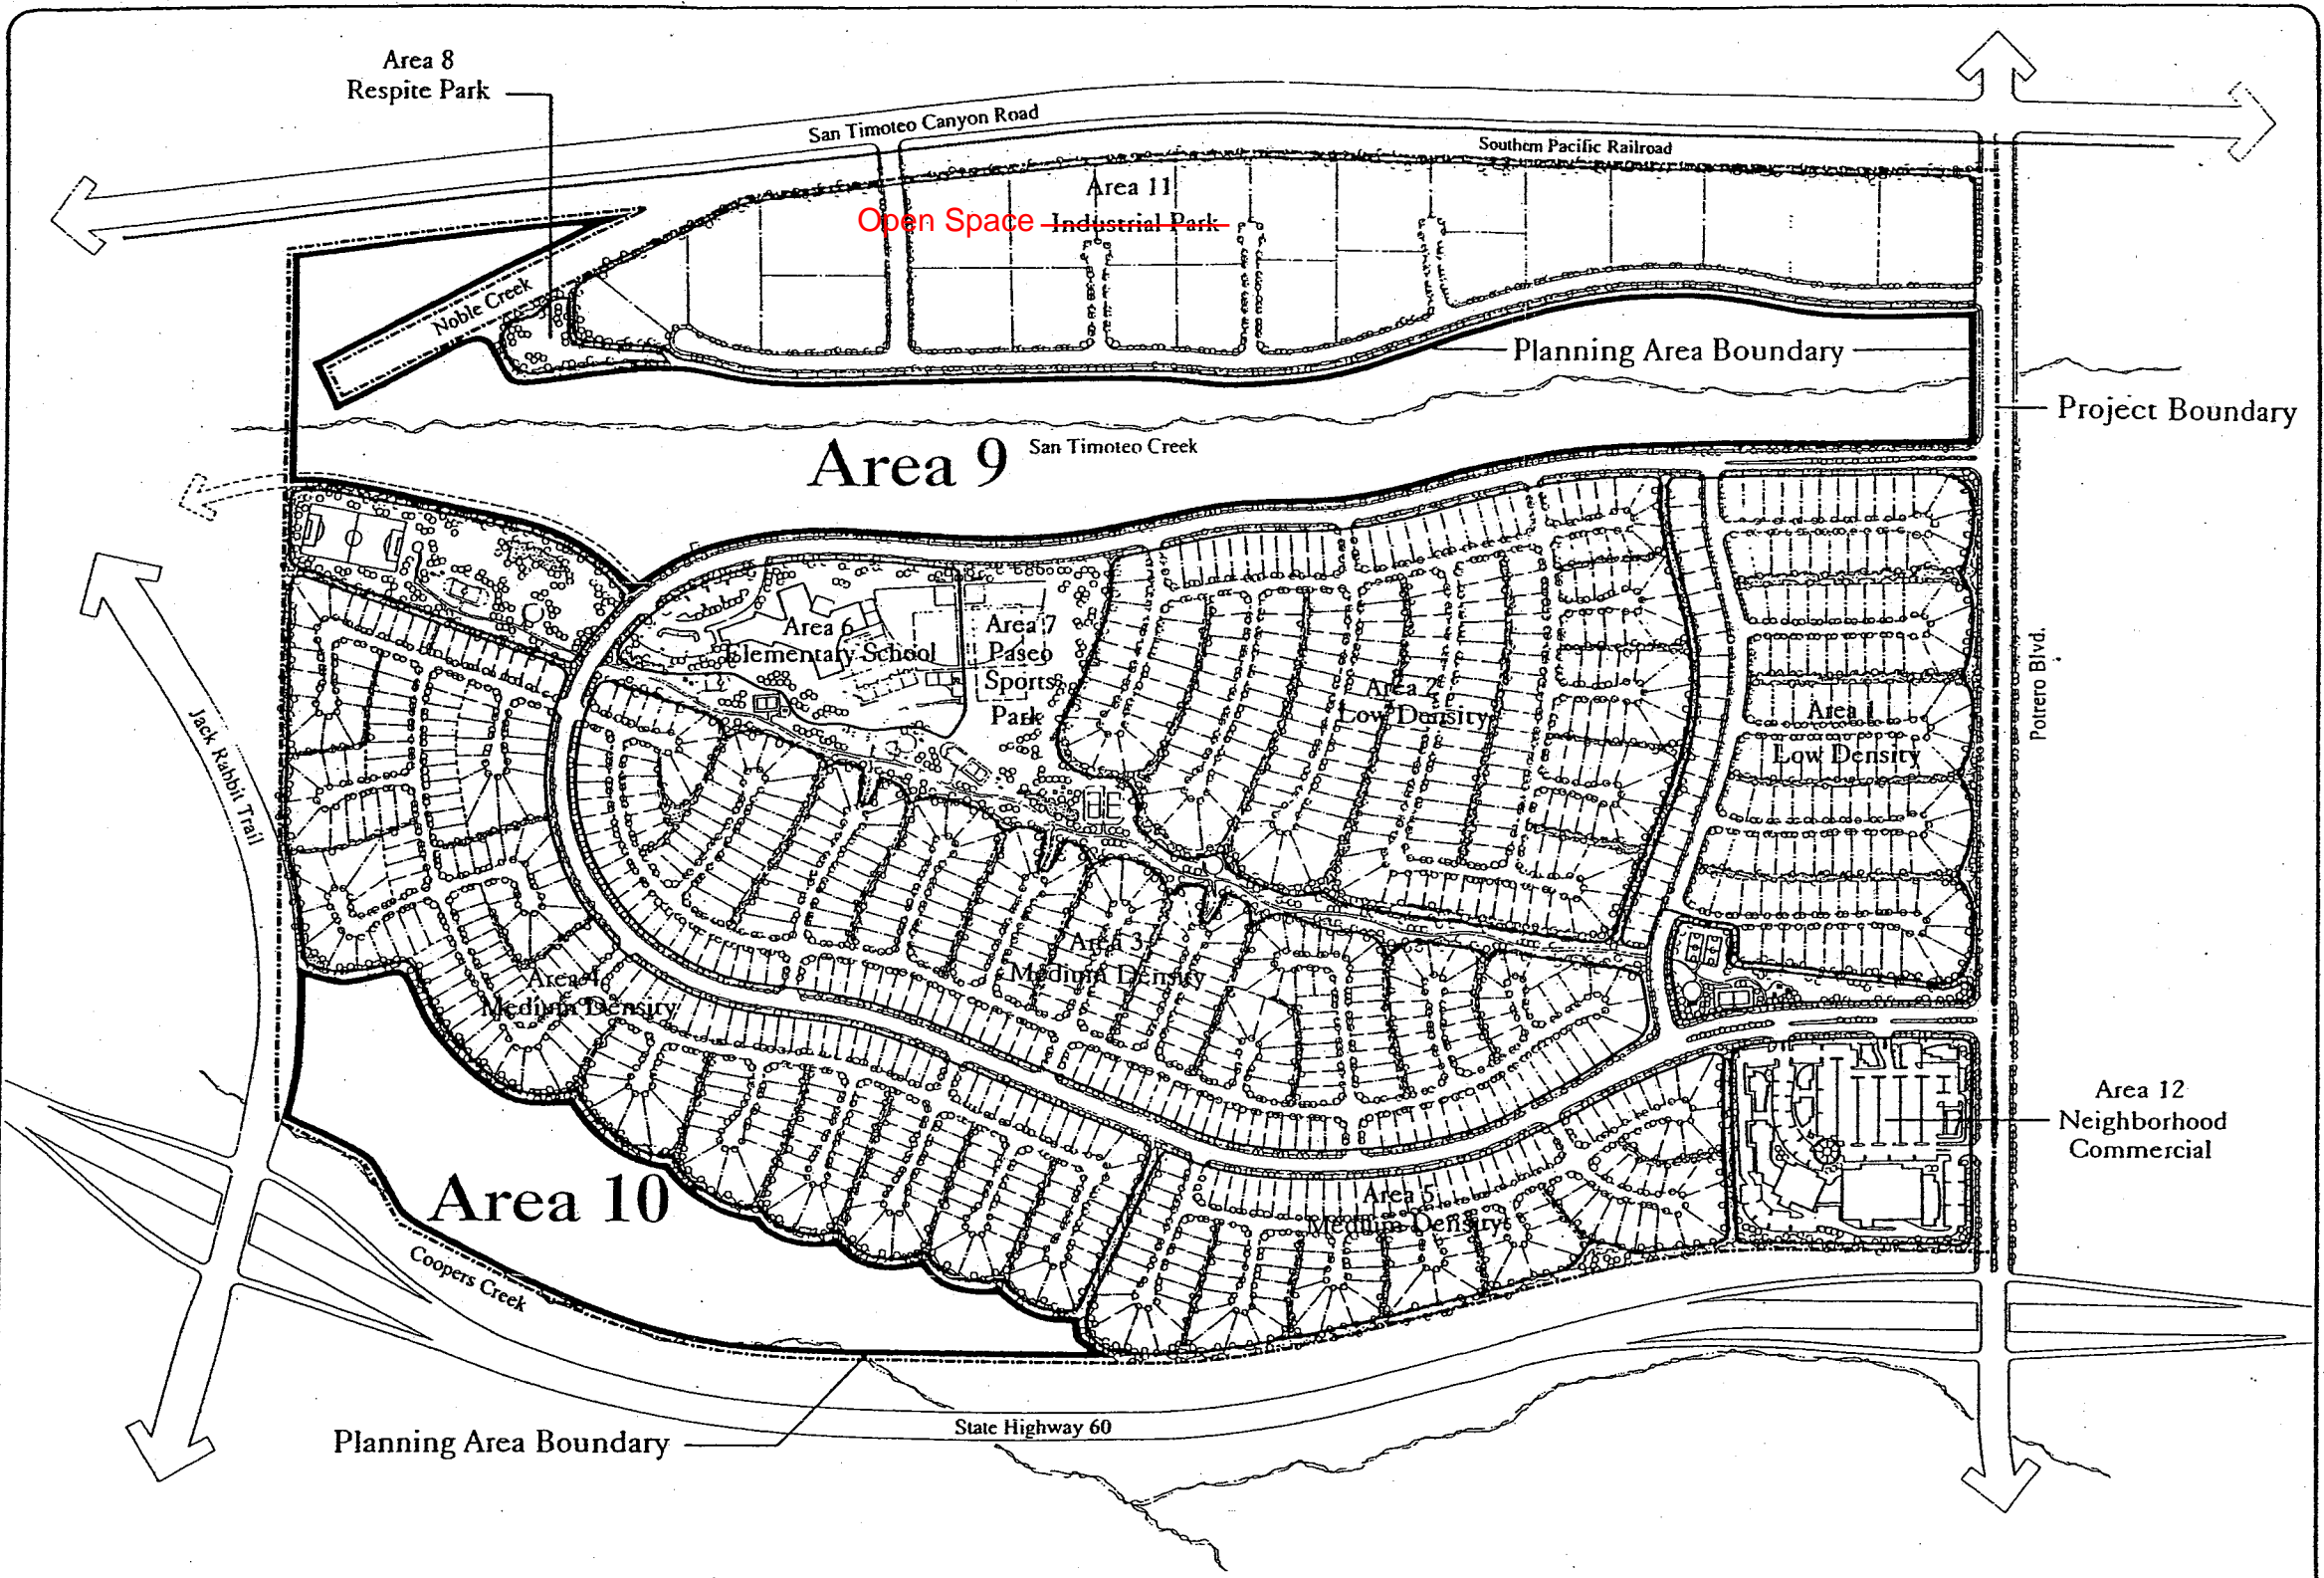 Area 8
Respite Park
San Timoteo Canyon Road
Southern Pacific Railroad
Area 11
Open Space Industrial Park
Noble Creek
Planning Area Boundary
Project Boundary
Area 9
San Timoteo Creek
Area 6
Elementary School
Area 7
Paseo
Sports
Park
Area 2
Low Density
Area 1
Low Density
Potrero Blvd.
Jack Rabbit Trail
Area 3
Medium Density
Area 4
Medium Density
Area 12
Neighborhood
Commercial
Area 10
Area 5
Medium Density
Coopers Creek
State Highway 60
Planning Area Boundary